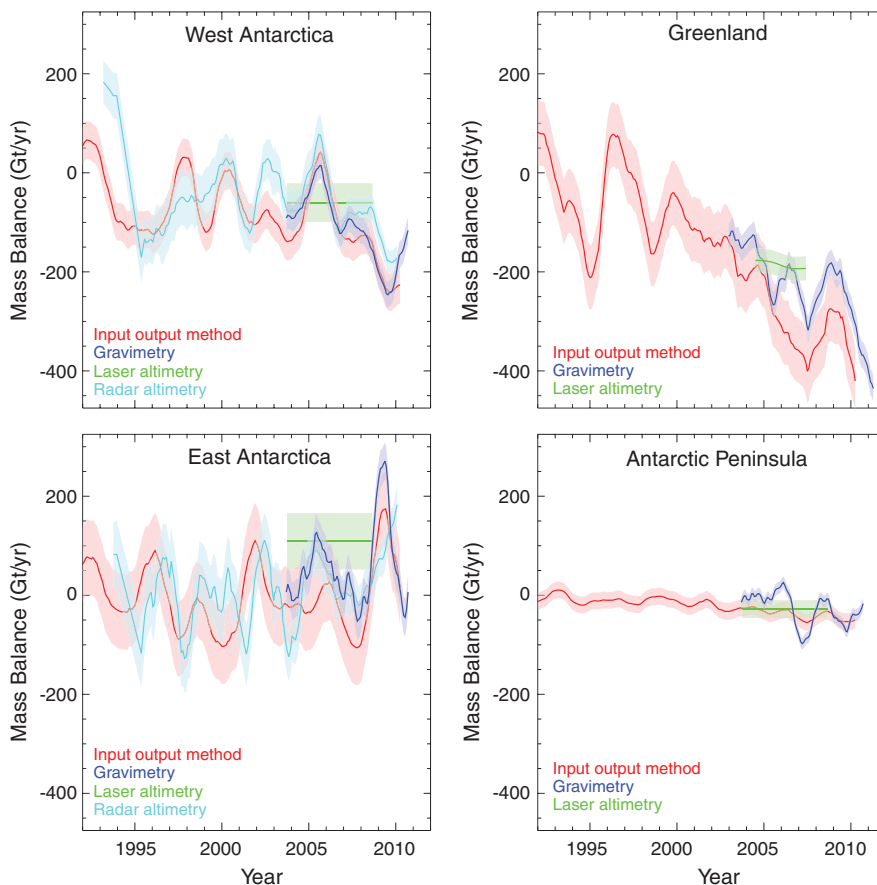 West Antarctica
Mass Balance (Gt/yr)
200
0
-200
-400
Input output method
Gravimetry
Laser altimetry
Radar altimetry
Greenland
Mass Balance (Gt/yr)
200
0
-200
-400
Input output method
Gravimetry
Laser altimetry
East Antarctica
Mass Balance (Gt/yr)
200
0
-200
-400
Input output method
Gravimetry
Laser altimetry
Radar altimetry
1995 2000 2005 2010
Year
Antarctic Peninsula
Mass Balance (Gt/yr)
200
0
-200
-400
Input output method
Gravimetry
Laser altimetry
1995 2000 2005 2010
Year